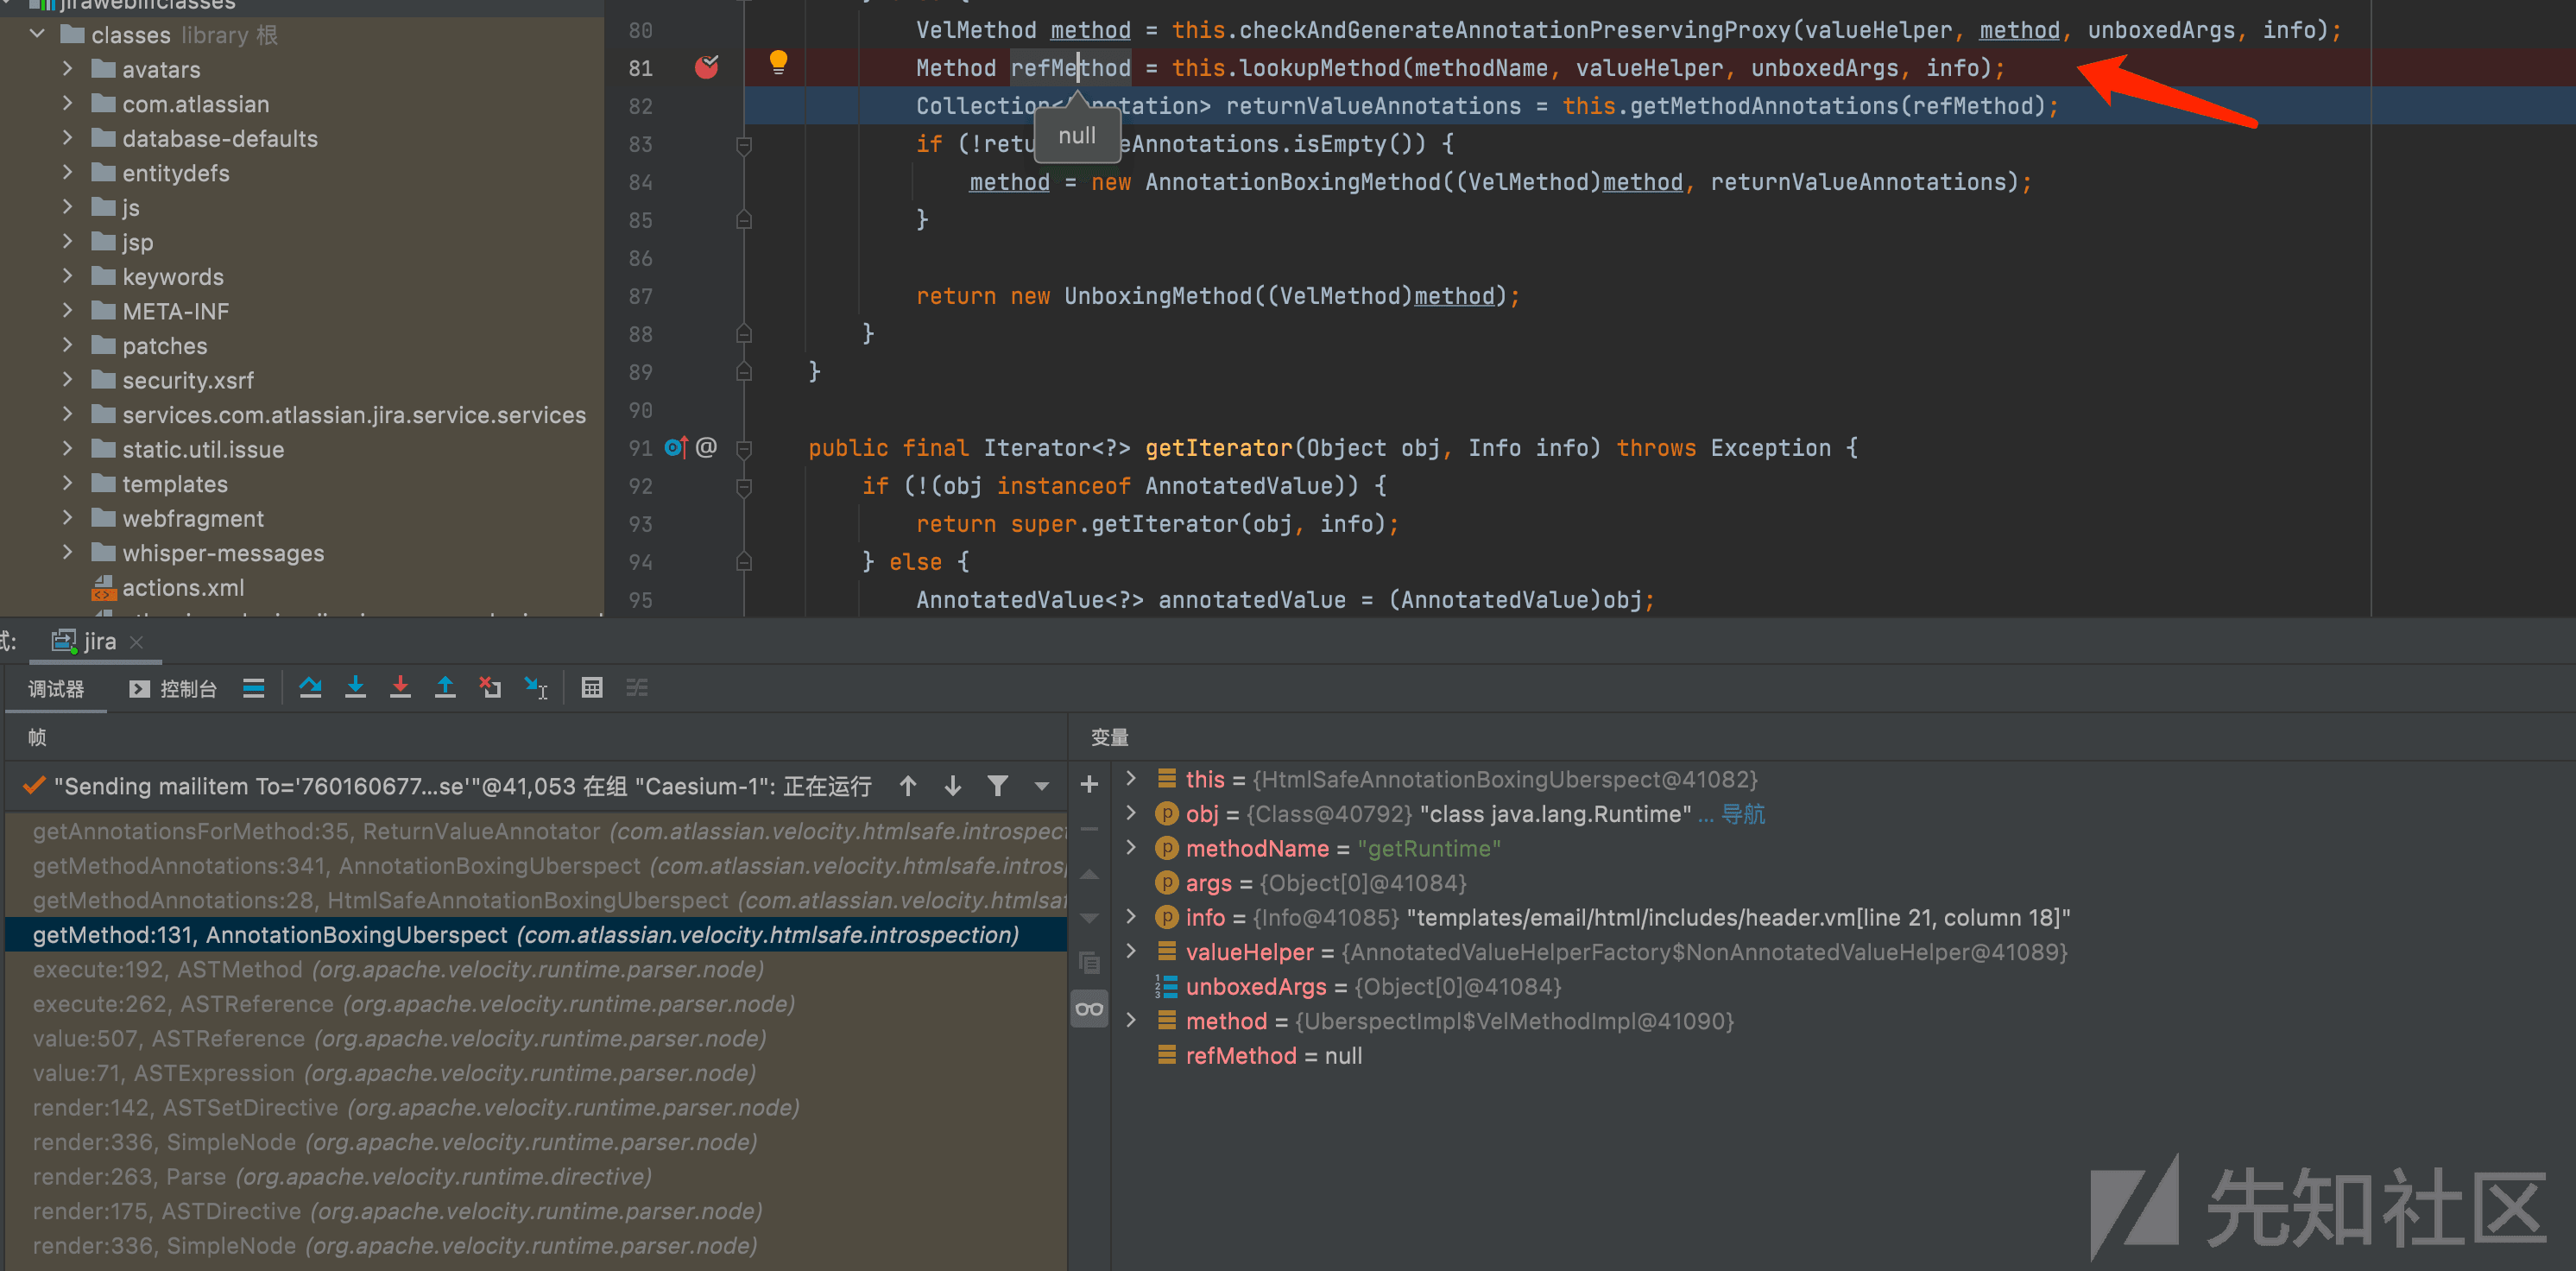 jirawebinfclasses
classes library 根
avatars
com.atlassian
database-defaults
entitydefs
js
jsp
keywords
META-INF
patches
security.xsrf
services.com.atlassian.jira.service.services
static.util.issue
templates
webfragment
whisper-messages
actions.xml
80 VelMethod method = this.checkAndGenerateAnnotationPreservingProxy(valueHelper, method, unboxedArgs, info);
81 Method refMethod = this.lookupMethod(methodName, valueHelper, unboxedArgs, info);
82 Collection<Annotation> returnValueAnnotations = this.getMethodAnnotations(refMethod);
null
83 if (!returnValueAnnotations.isEmpty()) {
84 method = new AnnotationBoxingMethod((VelMethod)method, returnValueAnnotations);
85 }
86
87 return new UnboxingMethod((VelMethod)method);
88 }
89 }
90
91 @ public final Iterator<?> getIterator(Object obj, Info info) throws Exception {
92 if (!(obj instanceof AnnotatedValue)) {
93 return super.getIterator(obj, info);
94 } else {
95 AnnotatedValue<?> annotatedValue = (AnnotatedValue)obj;
试: jira
调试器 控制台
帧
"Sending mailitem To='760160677...se'"@41,053 在组 "Caesium-1": 正在运行
getAnnotationsForMethod:35, ReturnValueAnnotator (com.atlassian.velocity.htmlsafe.introspect
getMethodAnnotations:341, AnnotationBoxingUberspect (com.atlassian.velocity.htmlsafe.introsp
getMethodAnnotations:28, HtmlSafeAnnotationBoxingUberspect (com.atlassian.velocity.htmlsaf
getMethod:131, AnnotationBoxingUberspect (com.atlassian.velocity.htmlsafe.introspection)
execute:192, ASTMethod (org.apache.velocity.runtime.parser.node)
execute:262, ASTReference (org.apache.velocity.runtime.parser.node)
value:507, ASTReference (org.apache.velocity.runtime.parser.node)
value:71, ASTExpression (org.apache.velocity.runtime.parser.node)
render:142, ASTSetDirective (org.apache.velocity.runtime.parser.node)
render:336, SimpleNode (org.apache.velocity.runtime.parser.node)
render:263, Parse (org.apache.velocity.runtime.directive)
render:175, ASTDirective (org.apache.velocity.runtime.parser.node)
render:336, SimpleNode (org.apache.velocity.runtime.parser.node)
变量
this = {HtmlSafeAnnotationBoxingUberspect@41082}
obj = {Class@40792} "class java.lang.Runtime" ... 导航
methodName = "getRuntime"
args = {Object[0]@41084}
info = {Info@41085} "templates/email/html/includes/header.vm[line 21, column 18]"
valueHelper = {AnnotatedValueHelperFactory$NonAnnotatedValueHelper@41089}
unboxedArgs = {Object[0]@41084}
method = {UberspectImpl$VelMethodImpl@41090}
refMethod = null
先知社区